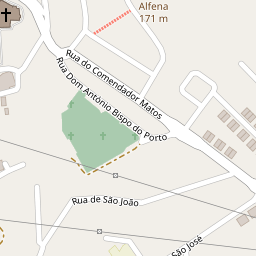 Alfena
171 m
Rua do Comendador Matos
Rua Dom António Bispo do Porto
Rua de São João
São José